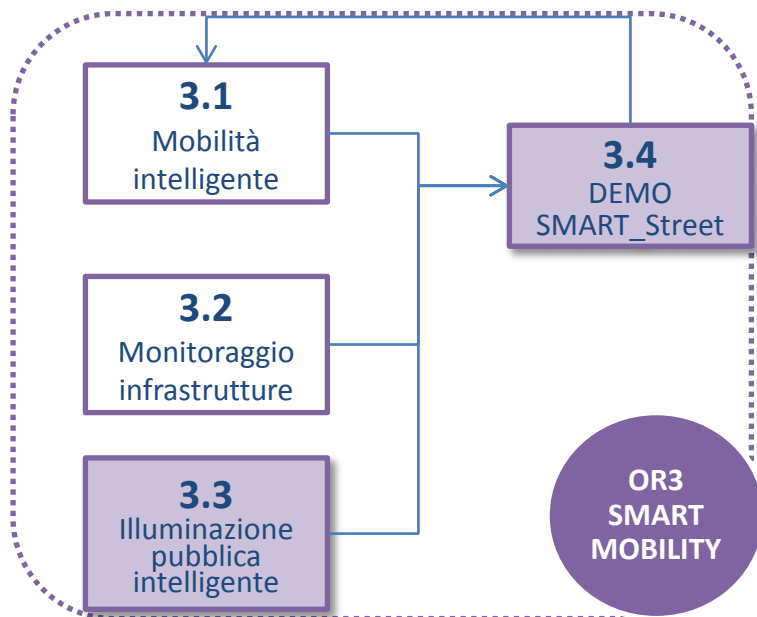 3.1
Mobilità
intelligente
3.2
Monitoraggio
infrastrutture
3.3
Illuminazione
pubblica
intelligente
3.4
DEMO
SMART_Street
OR3
SMART
MOBILITY